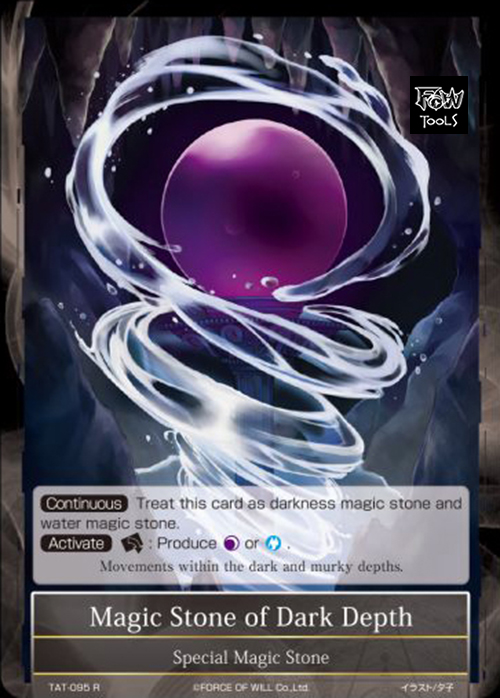 FOW
TOOLS
Continuous Treat this card as darkness magic stone and
water magic stone.
Activate : Produce or .
Movements within the dark and murky depths.
Magic Stone of Dark Depth
Special Magic Stone
TAT-095 R ©FORCE OF WILL Co.,Ltd. イラスト/夕子